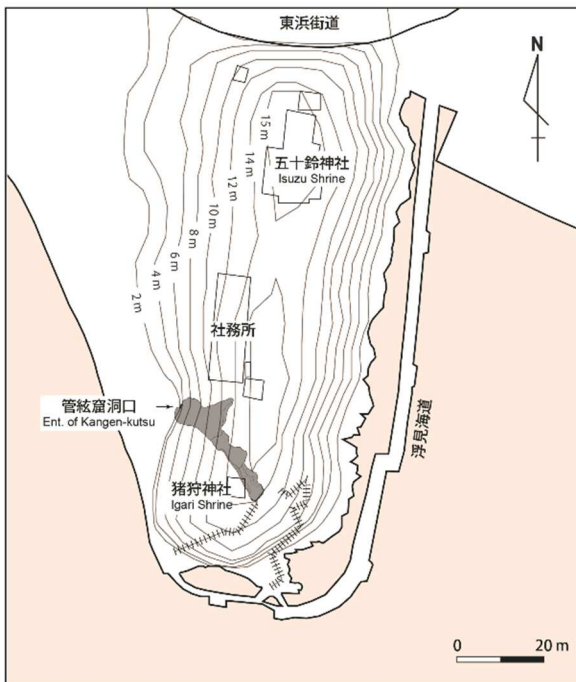 東浜街道
N
15 m
14 m
12 m
10 m
8 m
6 m
4 m
2 m
五十鈴神社
Isuzu Shrine
社務所
管絃窟洞口
Ent. of Kangen-kutsu
浮見海道
猪狩神社
Igari Shrine
0 20 m